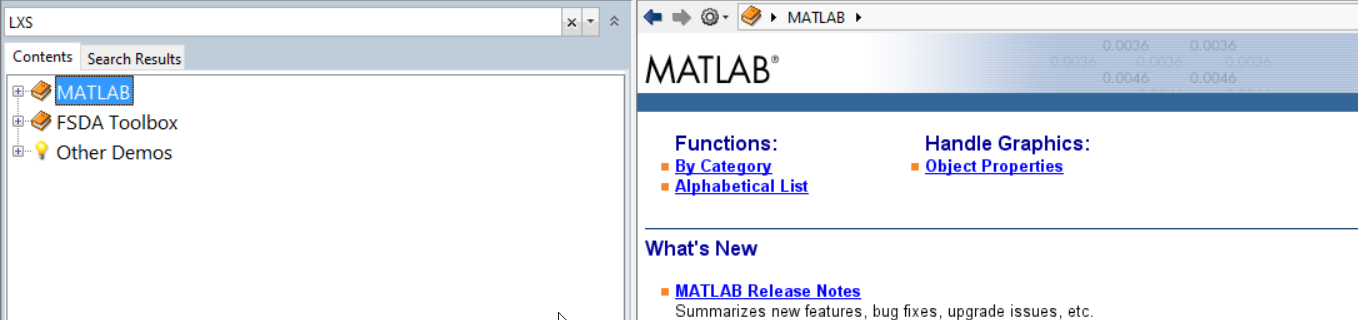 LXS
Contents Search Results
MATLAB
FSDA Toolbox
Other Demos
MATLAB
MATLAB®
0.0036 0.0036
0.0036 0.0036 0.0036
0.0046 0.0046
Functions:
By Category
Alphabetical List
Handle Graphics:
Object Properties
What's New
MATLAB Release Notes
Summarizes new features, bug fixes, upgrade issues, etc.